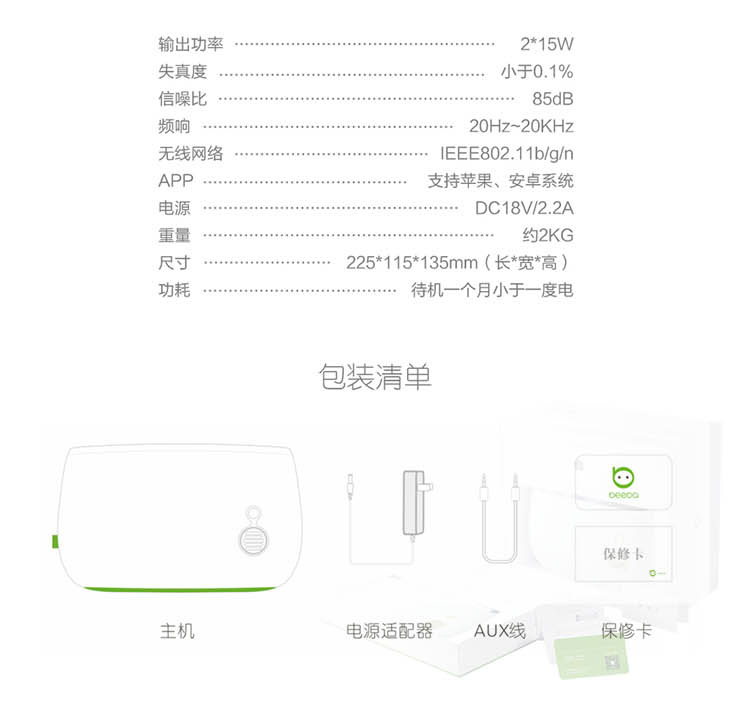 输出功率 2*15W
失真度 小于0.1%
信噪比 85dB
频响 20Hz~20KHz
无线网络 IEEE802.11b/g/n
APP 支持苹果、安卓系统
电源 DC18V/2.2A
重量 约2KG
尺寸 225*115*135mm（长*宽*高）
功耗 待机一个月小于一度电
包装清单
beeba
保修卡
主机 电源适配器 AUX线 保修卡